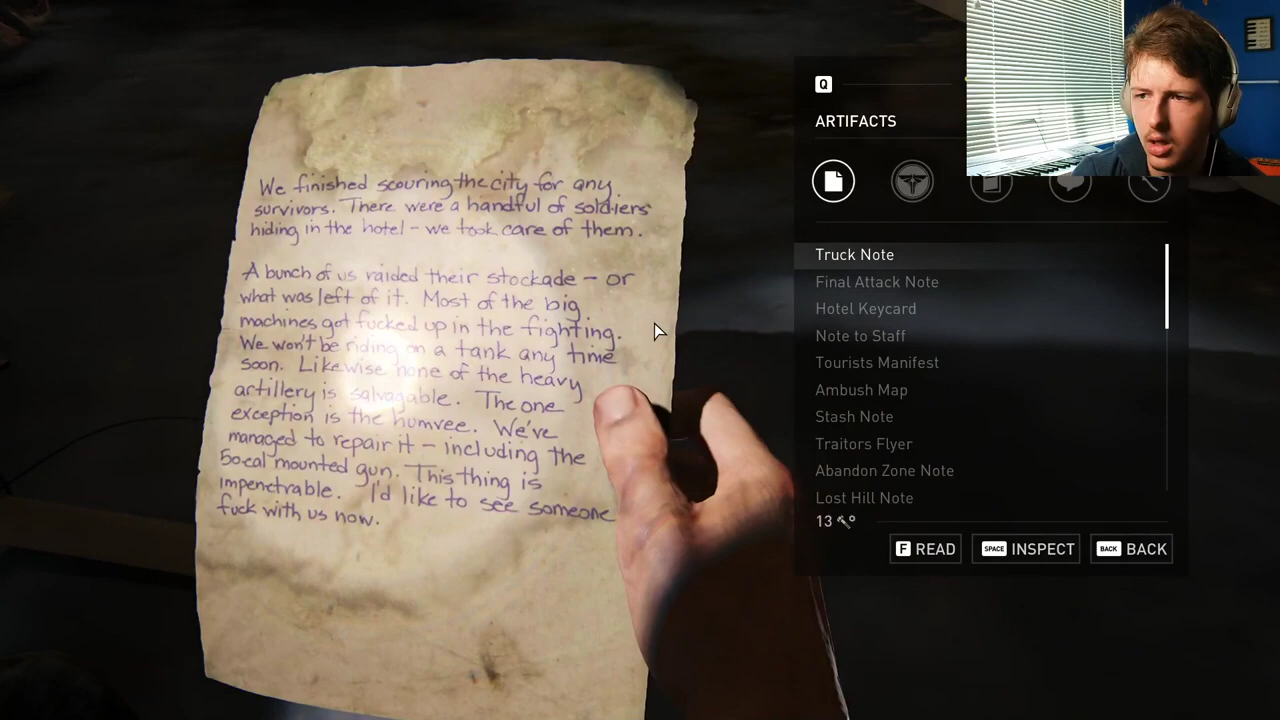 We finished scouring the city for any
survivors. There were a handful of soldiers
hiding in the hotel - we took care of them.
A bunch of us raided their stockade - or
what was left of it. Most of the big
machines got fucked up in the fighting.
We won't be riding on a tank any time
soon. Likewise none of the heavy
artillery is salvagable. The one
exception is the humvee. We've
managed to repair it - including the
50 cal mounted gun. This thing is
impenetrable. I'd like to see someone
fuck with us now.
Q
ARTIFACTS
Truck Note
Final Attack Note
Hotel Keycard
Note to Staff
Tourists Manifest
Ambush Map
Stash Note
Traitors Flyer
Abandon Zone Note
Lost Hill Note
13
F READ SPACE INSPECT BACK BACK